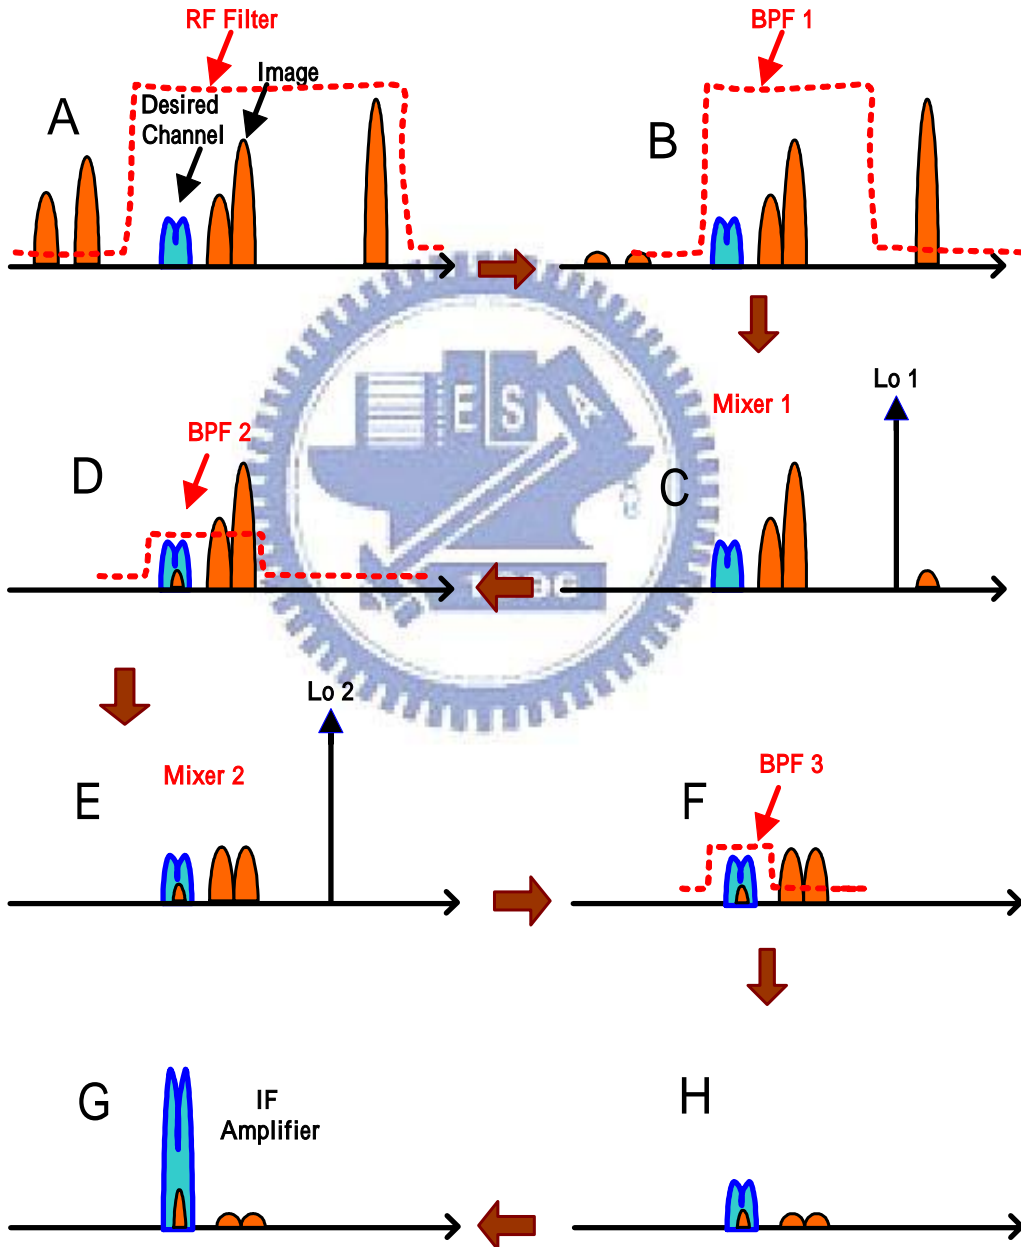 RF Filter
BPF 1
Image
Desired
Channel
A
B
Lo 1
Mixer 1
BPF 2
D
C
E S A
Lo 2
Mixer 2
BPF 3
E
F
G
IF
Amplifier
H